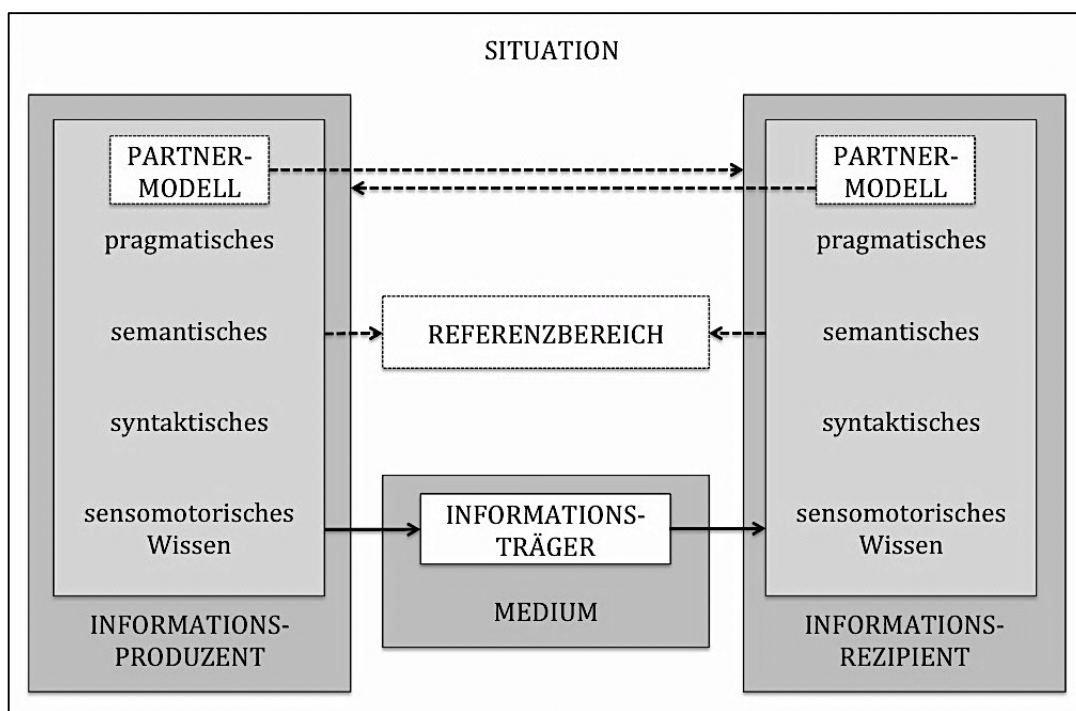 SITUATION
PARTNER-
MODELL
pragmatisches
semantisches
syntaktisches
sensomotorisches
Wissen
INFORMATIONS-
PRODUZENT
REFERENZBEREICH
INFORMATIONS-
TRÄGER
MEDIUM
PARTNER-
MODELL
pragmatisches
semantisches
syntaktisches
sensomotorisches
Wissen
INFORMATIONS-
REZIPIENT